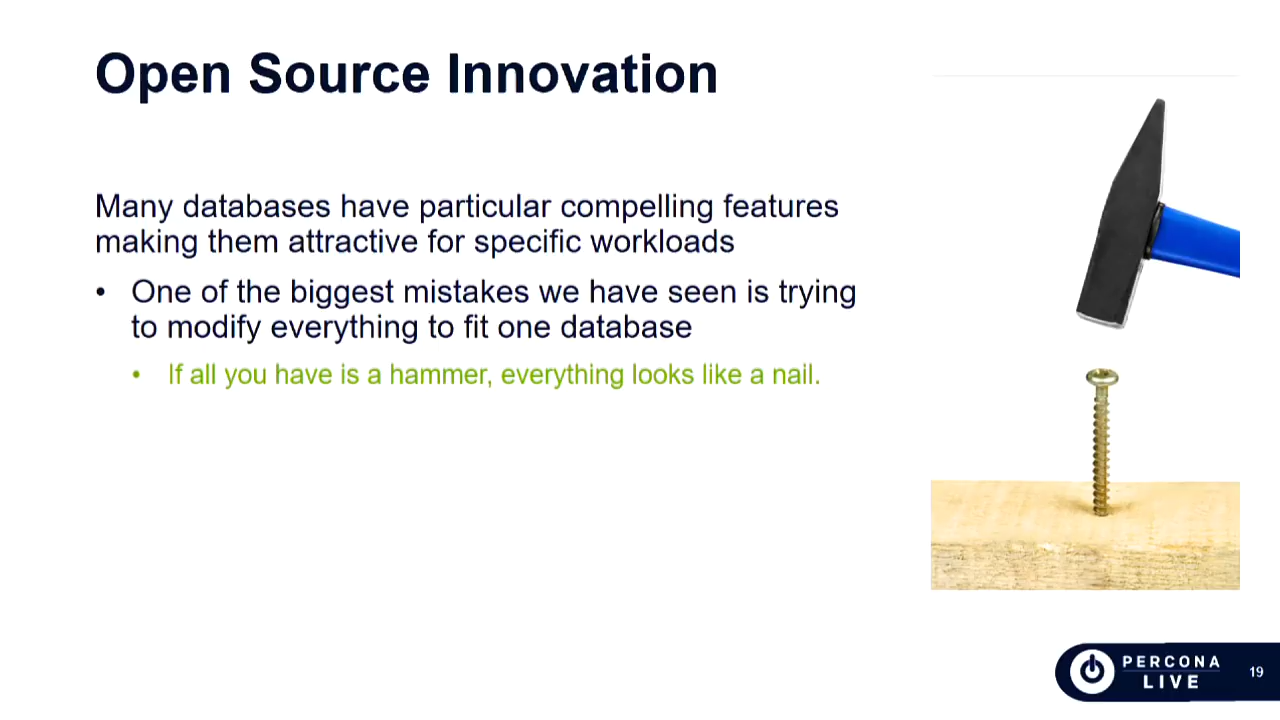 Open Source Innovation
Many databases have particular compelling features
making them attractive for specific workloads
• One of the biggest mistakes we have seen is trying
to modify everything to fit one database
• If all you have is a hammer, everything looks like a nail.
PERCONA
LIVE
19